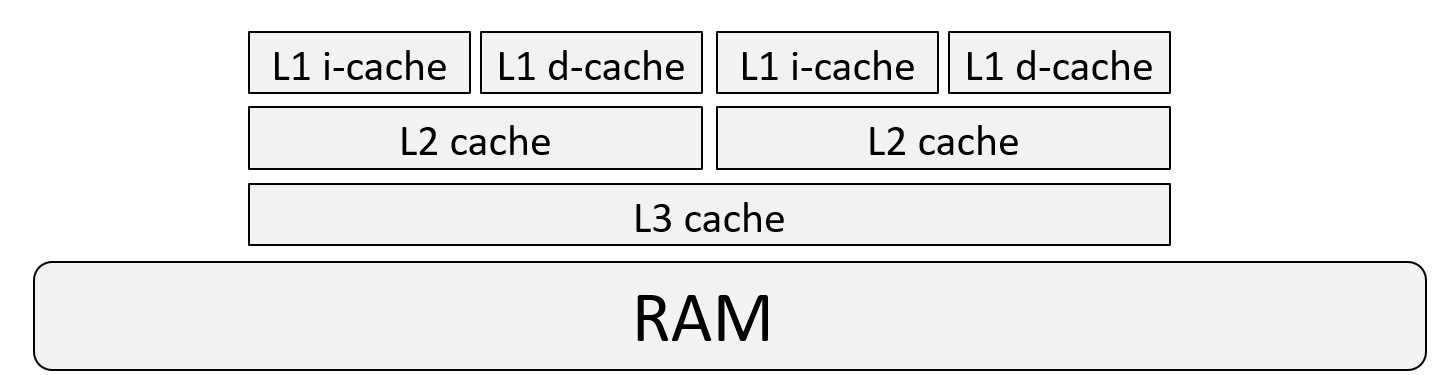 L1 i-cache
L1 d-cache
L1 i-cache
L1 d-cache
L2 cache
L2 cache
L3 cache
RAM